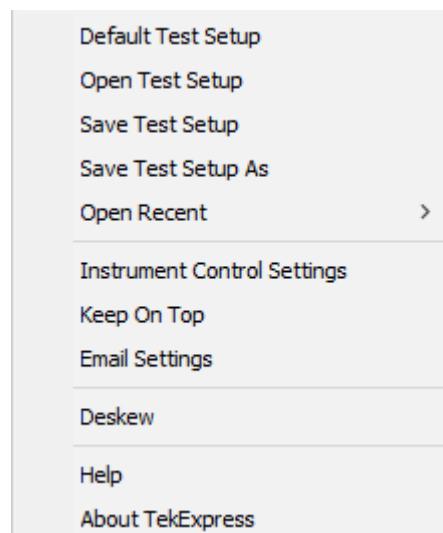 Default Test Setup
Open Test Setup
Save Test Setup
Save Test Setup As
Open Recent
Instrument Control Settings
Keep On Top
Email Settings
Deskew
Help
About TekExpress